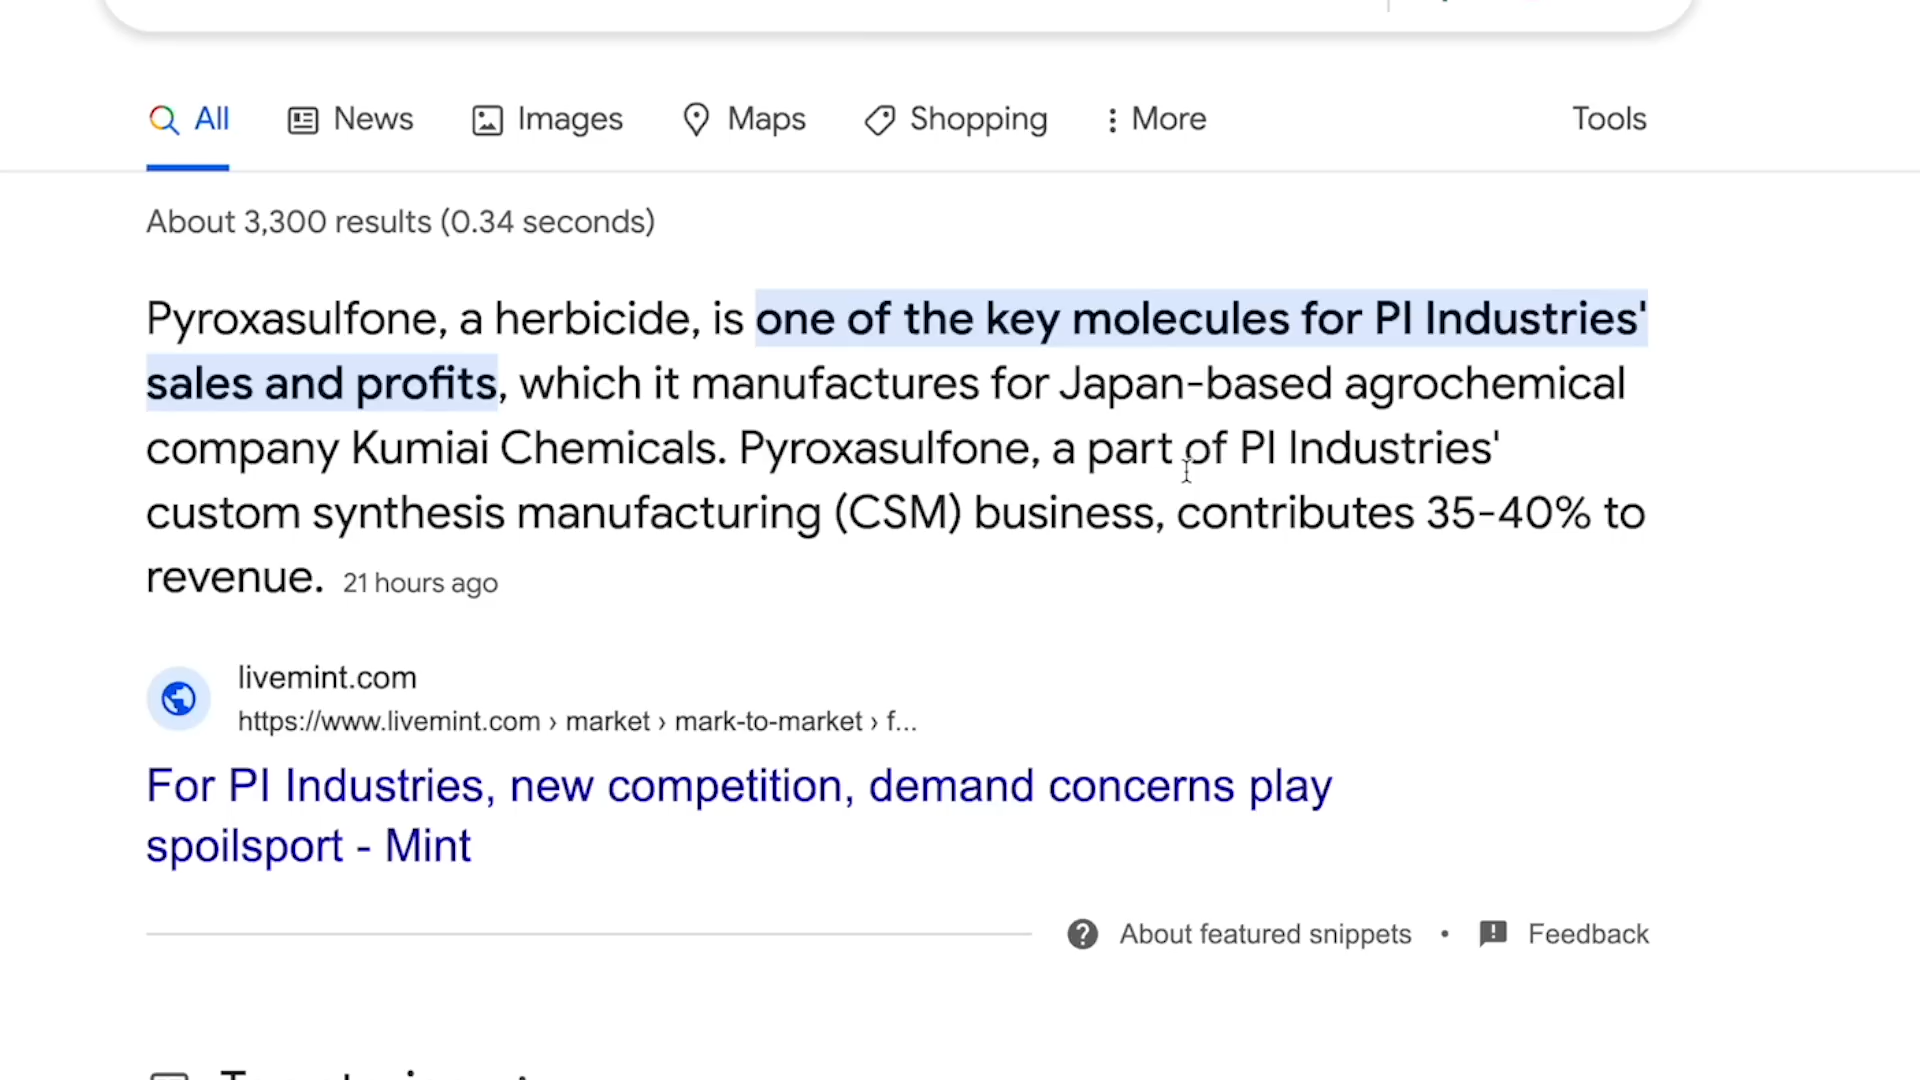 All News Images Maps Shopping More Tools
About 3,300 results (0.34 seconds)
Pyroxasulfone, a herbicide, is one of the key molecules for PI Industries'
sales and profits, which it manufactures for Japan-based agrochemical
company Kumiai Chemicals. Pyroxasulfone, a part of PI Industries'
custom synthesis manufacturing (CSM) business, contributes 35-40% to
revenue. 21 hours ago
livemint.com
https://www.livemint.com › market › mark-to-market › f...
For PI Industries, new competition, demand concerns play
spoilsport - Mint
About featured snippets • Feedback